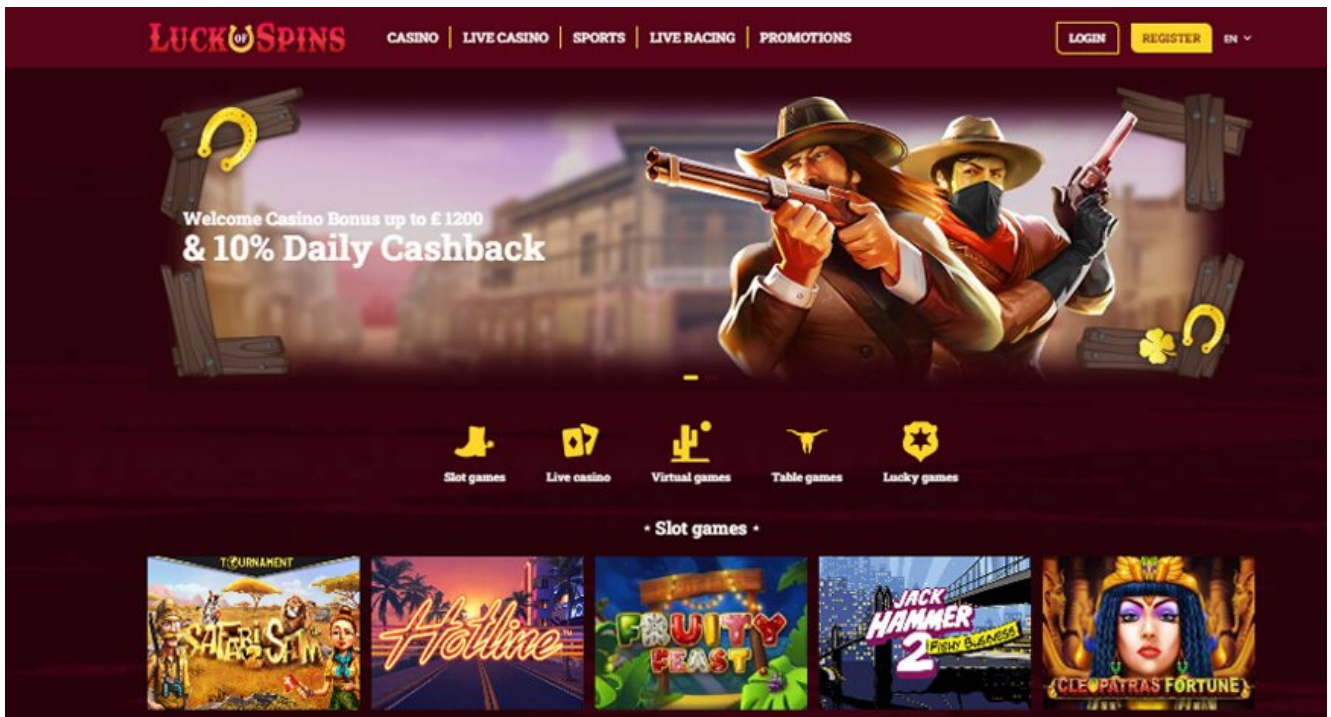 LUCK OF SPINS
CASINO
LIVE CASINO
SPORTS
LIVE RACING
PROMOTIONS
LOGIN
REGISTER
EN
Welcome Casino Bonus up to £ 1200
& 10% Daily Cashback
Slot games
Live casino
Virtual games
Table games
Lucky games
* Slot games *
TOURNAMENT
SAFARI SAM
Hotline
FRUITY
FEAST
JACK
HAMMER
2 FISHY BUSINESS
CLEOPATRAS FORTUNE